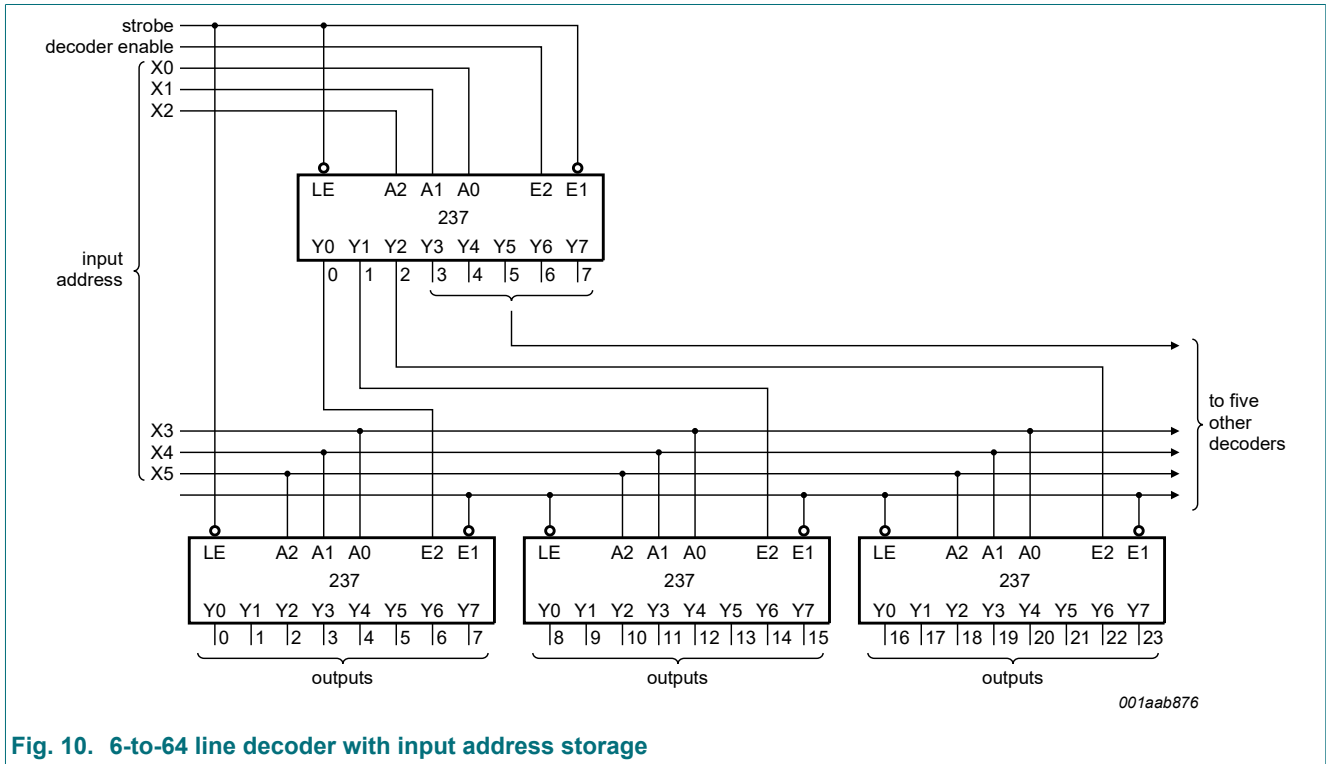 strobe
decoder enable
X0
X1
X2
LE A2 A1 A0 E2 E1
237
Y0 Y1 Y2 Y3 Y4 Y5 Y6 Y7
0 1 2 3 4 5 6 7
input
address
to five
other
decoders
X3
X4
X5
LE A2 A1 A0 E2 E1
237
Y0 Y1 Y2 Y3 Y4 Y5 Y6 Y7
0 1 2 3 4 5 6 7
outputs
LE A2 A1 A0 E2 E1
237
Y0 Y1 Y2 Y3 Y4 Y5 Y6 Y7
8 9 10 11 12 13 14 15
outputs
LE A2 A1 A0 E2 E1
237
Y0 Y1 Y2 Y3 Y4 Y5 Y6 Y7
16 17 18 19 20 21 22 23
outputs
001aab876
Fig. 10. 6-to-64 line decoder with input address storage